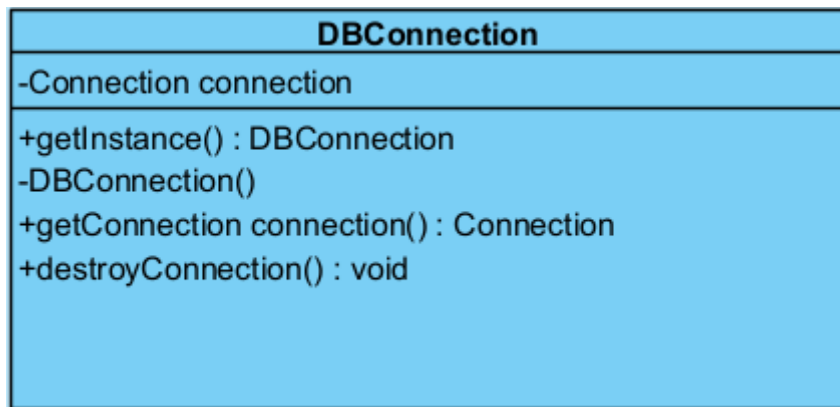 DBConnection
-Connection connection
+getInstance() : DBConnection
-DBConnection()
+getConnection connection() : Connection
+destroyConnection() : void